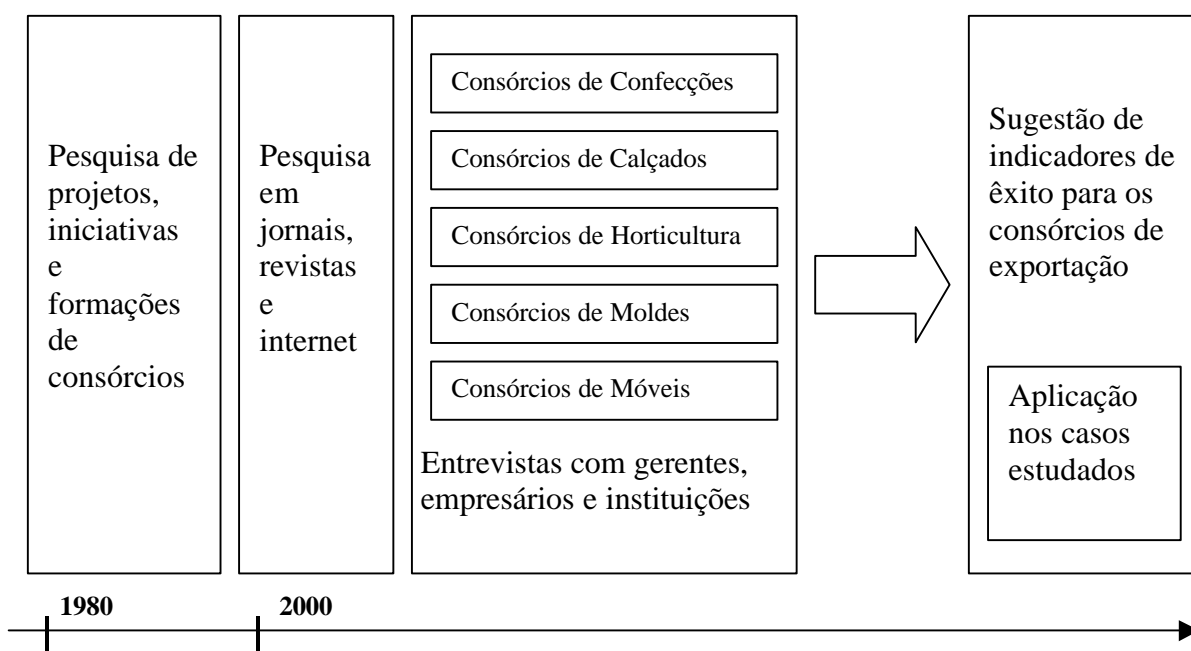 Pesquisa de
projetos,
iniciativas
e
formações
de
consórcios
Pesquisa
em
jornais,
revistas
e
internet
Consórcios de Confecções
Consórcios de Calçados
Consórcios de Horticultura
Consórcios de Moldes
Consórcios de Móveis
Entrevistas com gerentes,
empresários e instituições
Sugestão de
indicadores de
êxito para os
consórcios de
exportação
Aplicação
nos casos
estudados
1980
2000